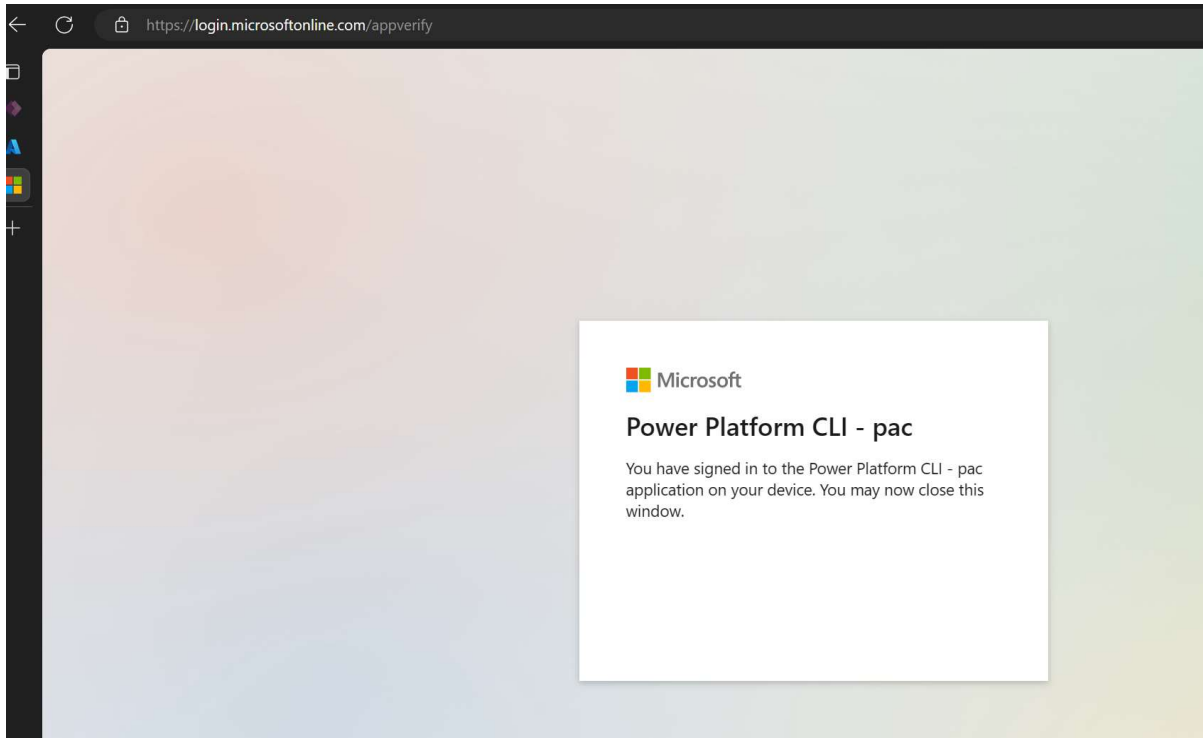 https://login.microsoftonline.com/appverify
Microsoft
Power Platform CLI - pac
You have signed in to the Power Platform CLI - pac
application on your device. You may now close this
window.